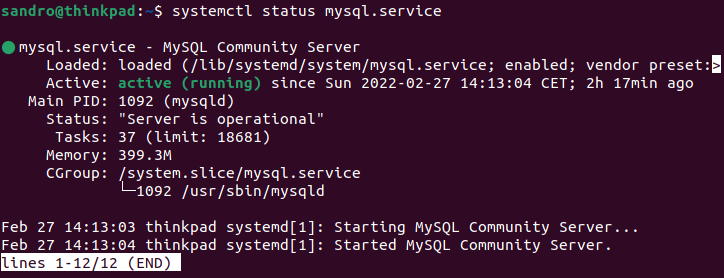 sandro@thinkpad:~$ systemctl status mysql.service
● mysql.service - MySQL Community Server
Loaded: loaded (/lib/systemd/system/mysql.service; enabled; vendor preset:>
Active: active (running) since Sun 2022-02-27 14:13:04 CET; 2h 17min ago
Main PID: 1092 (mysqld)
Status: "Server is operational"
Tasks: 37 (limit: 18681)
Memory: 399.3M
CGroup: /system.slice/mysql.service
└─1092 /usr/sbin/mysqld
Feb 27 14:13:03 thinkpad systemd[1]: Starting MySQL Community Server...
Feb 27 14:13:04 thinkpad systemd[1]: Started MySQL Community Server.
lines 1-12/12 (END)